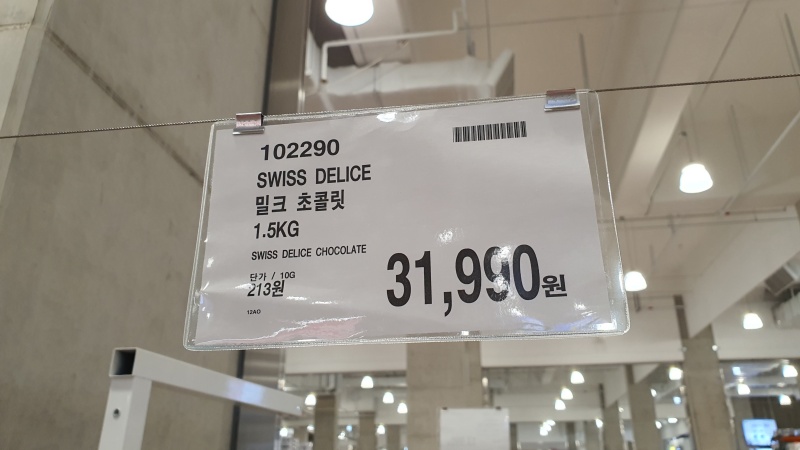 102290
SWISS DELICE
밀크 초콜릿
1.5KG
SWISS DELICE CHOCOLATE
단가 / 10G
213원
31,990원
12AO